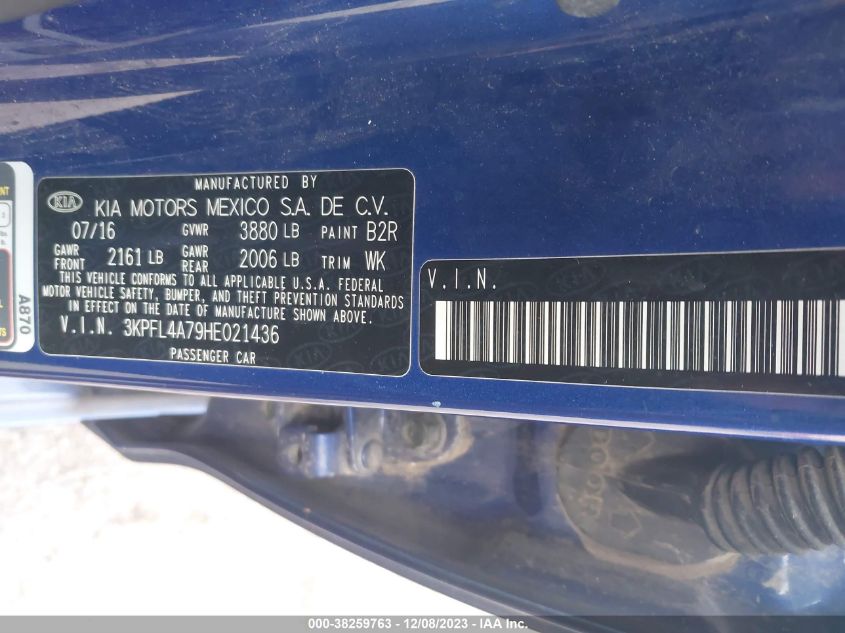 MANUFACTURED BY
KIA KIA MOTORS MEXICO S.A. DE C.V.
07/16 GVWR 3880 LB PAINT B2R
GAWR FRONT 2161 LB GAWR REAR 2006 LB TRIM WK
THIS VEHICLE CONFORMS TO ALL APPLICABLE U.S.A. FEDERAL
MOTOR VEHICLE SAFETY, BUMPER, AND THEFT PREVENTION STANDARDS
IN EFFECT ON THE DATE OF MANUFACTURE SHOWN ABOVE.
V.I.N. 3KPFL4A79HE021436
PASSENGER CAR
V.I.N.
A870
000-38259763 - 12/08/2023 - IAA Inc.